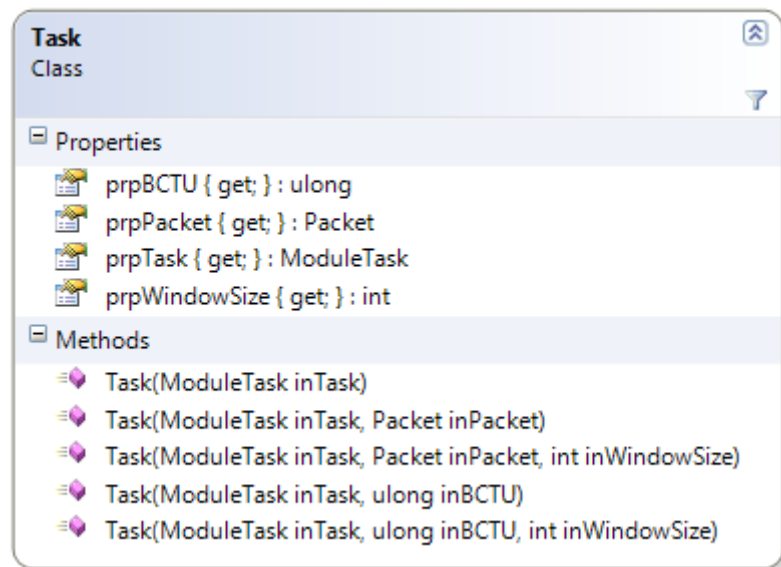 Task
Class
Properties
prpBCTU { get; } : ulong
prpPacket { get; } : Packet
prpTask { get; } : ModuleTask
prpWindowSize { get; } : int
Methods
Task(ModuleTask inTask)
Task(ModuleTask inTask, Packet inPacket)
Task(ModuleTask inTask, Packet inPacket, int inWindowSize)
Task(ModuleTask inTask, ulong inBCTU)
Task(ModuleTask inTask, ulong inBCTU, int inWindowSize)